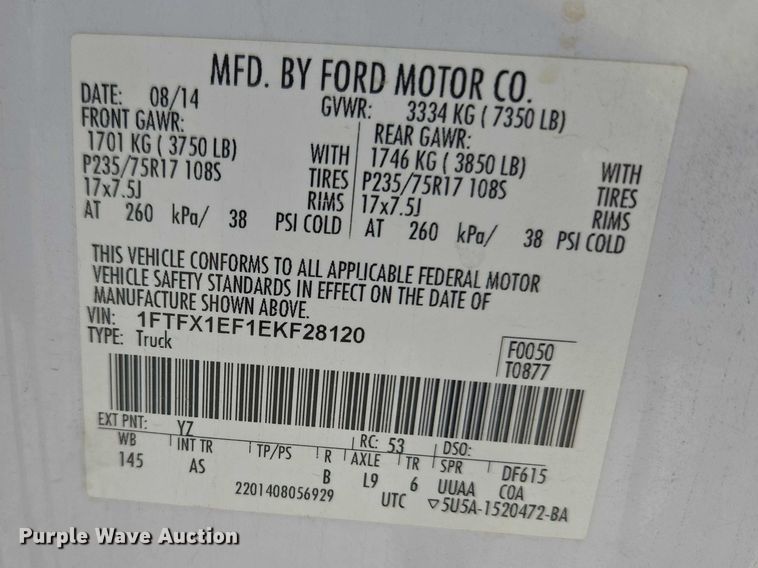 MFD. BY FORD MOTOR CO.
DATE: 08/14 GVWR: 3334 KG ( 7350 LB)
FRONT GAWR: REAR GAWR:
1701 KG ( 3750 LB) WITH 1746 KG ( 3850 LB) WITH
P235/75R17 108S TIRES P235/75R17 108S TIRES
17x7.5J RIMS 17x7.5J RIMS
AT 260 kPa/ 38 PSI COLD AT 260 kPa/ 38 PSI COLD
THIS VEHICLE CONFORMS TO ALL APPLICABLE FEDERAL MOTOR
VEHICLE SAFETY STANDARDS IN EFFECT ON THE DATE OF
MANUFACTURE SHOWN ABOVE.
VIN: 1FTFX1EF1EKF28120
TYPE: Truck
F0050
T0877
EXT PNT: YZ RC: 53 DSO:
WB INT TR TP/PS R AXLE TR SPR DF615
145 AS B L9 6 UUAA COA
2201408056929 UTC ▽5U5A-1520472-BA
Purple Wave Auction